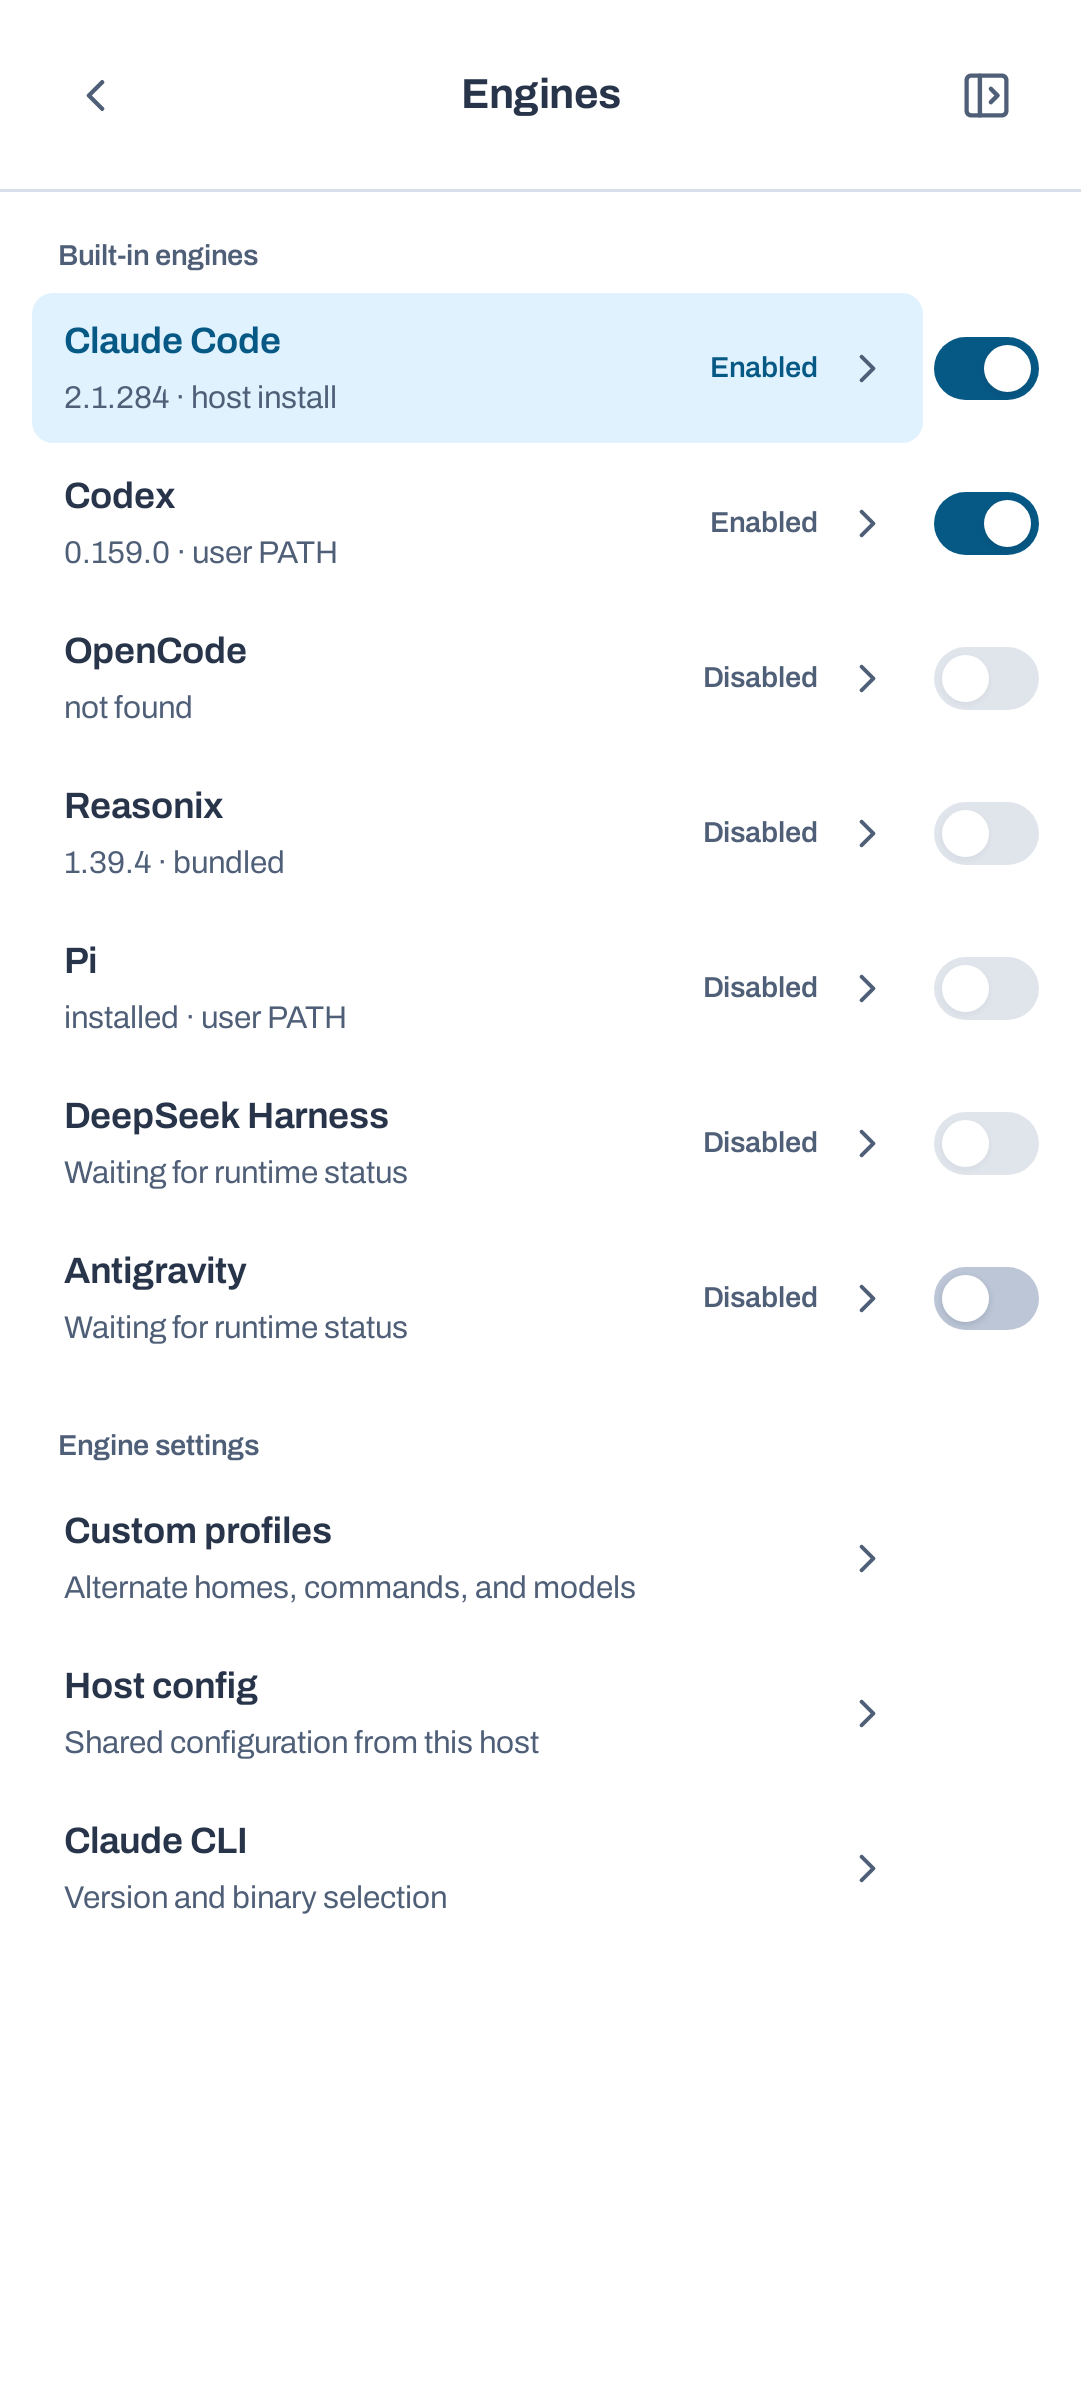 Engines
Built-in engines
Claude Code
2.1.284 · host install
Enabled
Codex
0.159.0 · user PATH
Enabled
OpenCode
not found
Disabled
Reasonix
1.39.4 · bundled
Disabled
Pi
installed · user PATH
Disabled
DeepSeek Harness
Waiting for runtime status
Disabled
Antigravity
Waiting for runtime status
Disabled
Engine settings
Custom profiles
Alternate homes, commands, and models
Host config
Shared configuration from this host
Claude CLI
Version and binary selection